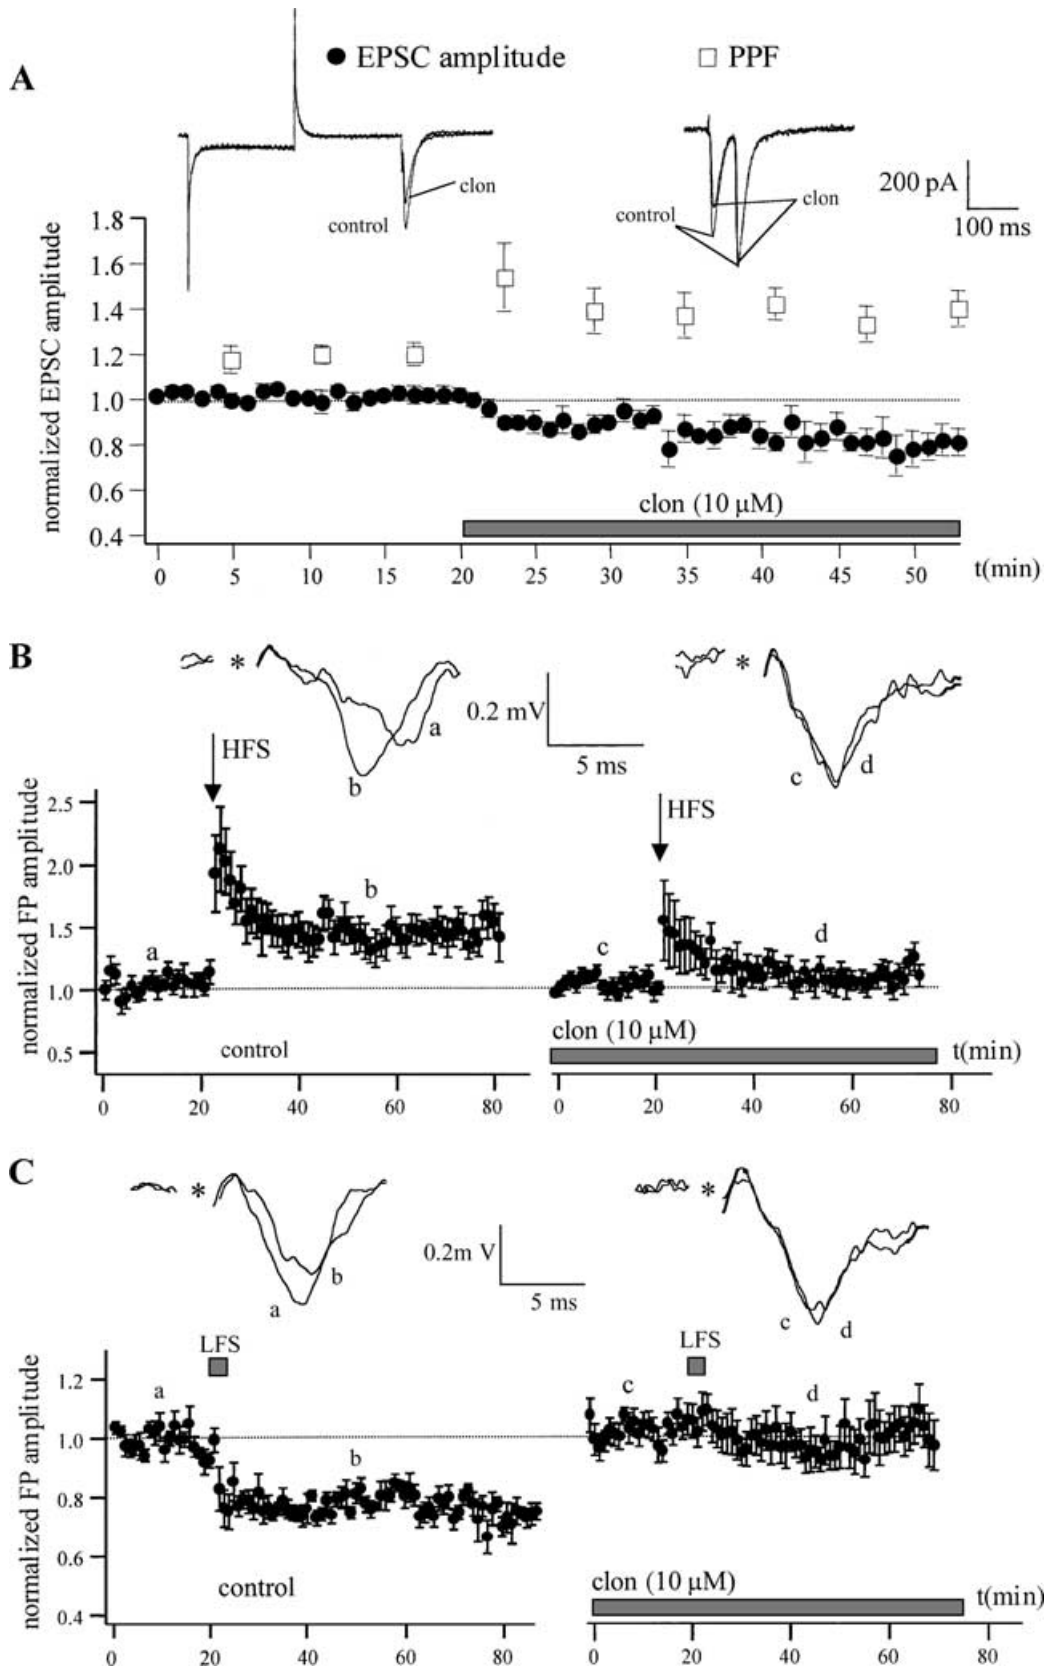 A
● EPSC amplitude
□ PPF
clon
control
control
clon
200 pA
100 ms
normalized EPSC amplitude
1.8
1.6
1.4
1.2
1.0
0.8
0.6
0.4
clon (10 μM)
0 5 10 15 20 25 30 35 40 45 50 t(min)
B
* a
b
0.2 mV
5 ms
* c d
HFS
HFS
normalized FP amplitude
2.5
2.0
1.5
1.0
0.5
a
b
c
d
control
clon (10 μM)
t(min)
0 20 40 60 80
0 20 40 60 80
C
* a b
0.2m V
5 ms
* c d
LFS
LFS
normalized FP amplitude
1.2
1.0
0.8
0.6
0.4
a
b
c
d
control
clon (10 μM)
t(min)
0 20 40 60 80
0 20 40 60 80